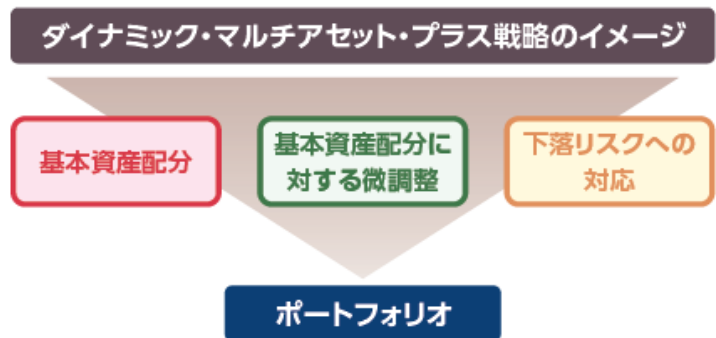 ダイナミック・マルチアセット・プラス戦略のイメージ
基本資産配分
基本資産配分に
対する微調整
下落リスクへの
対応
ポートフォリオ